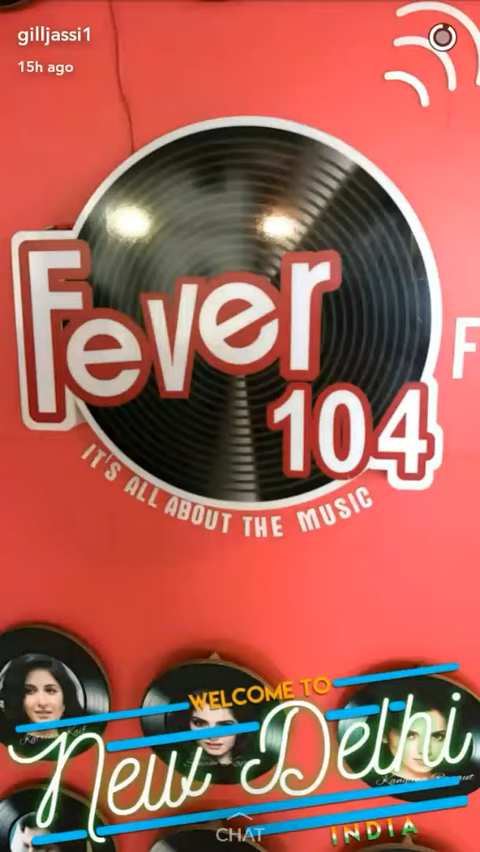 gilljassi1
15h ago
Fever
104
F
IT'S ALL ABOUT THE MUSIC
WELCOME TO
New Delhi
INDIA
CHAT